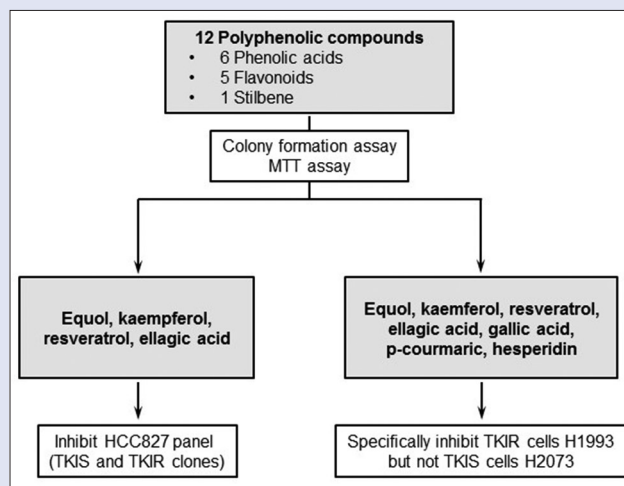 12 Polyphenolic compounds
• 6 Phenolic acids
• 5 Flavonoids
• 1 Stilbene
Colony formation assay
MTT assay
Equol, kaempferol,
resveratrol, ellagic acid
Equol, kaemferol, resveratrol,
ellagic acid, gallic acid,
p-courmaric, hesperidin
Inhibit HCC827 panel
(TKIS and TKIR clones)
Specifically inhibit TKIR cells H1993
but not TKIS cells H2073